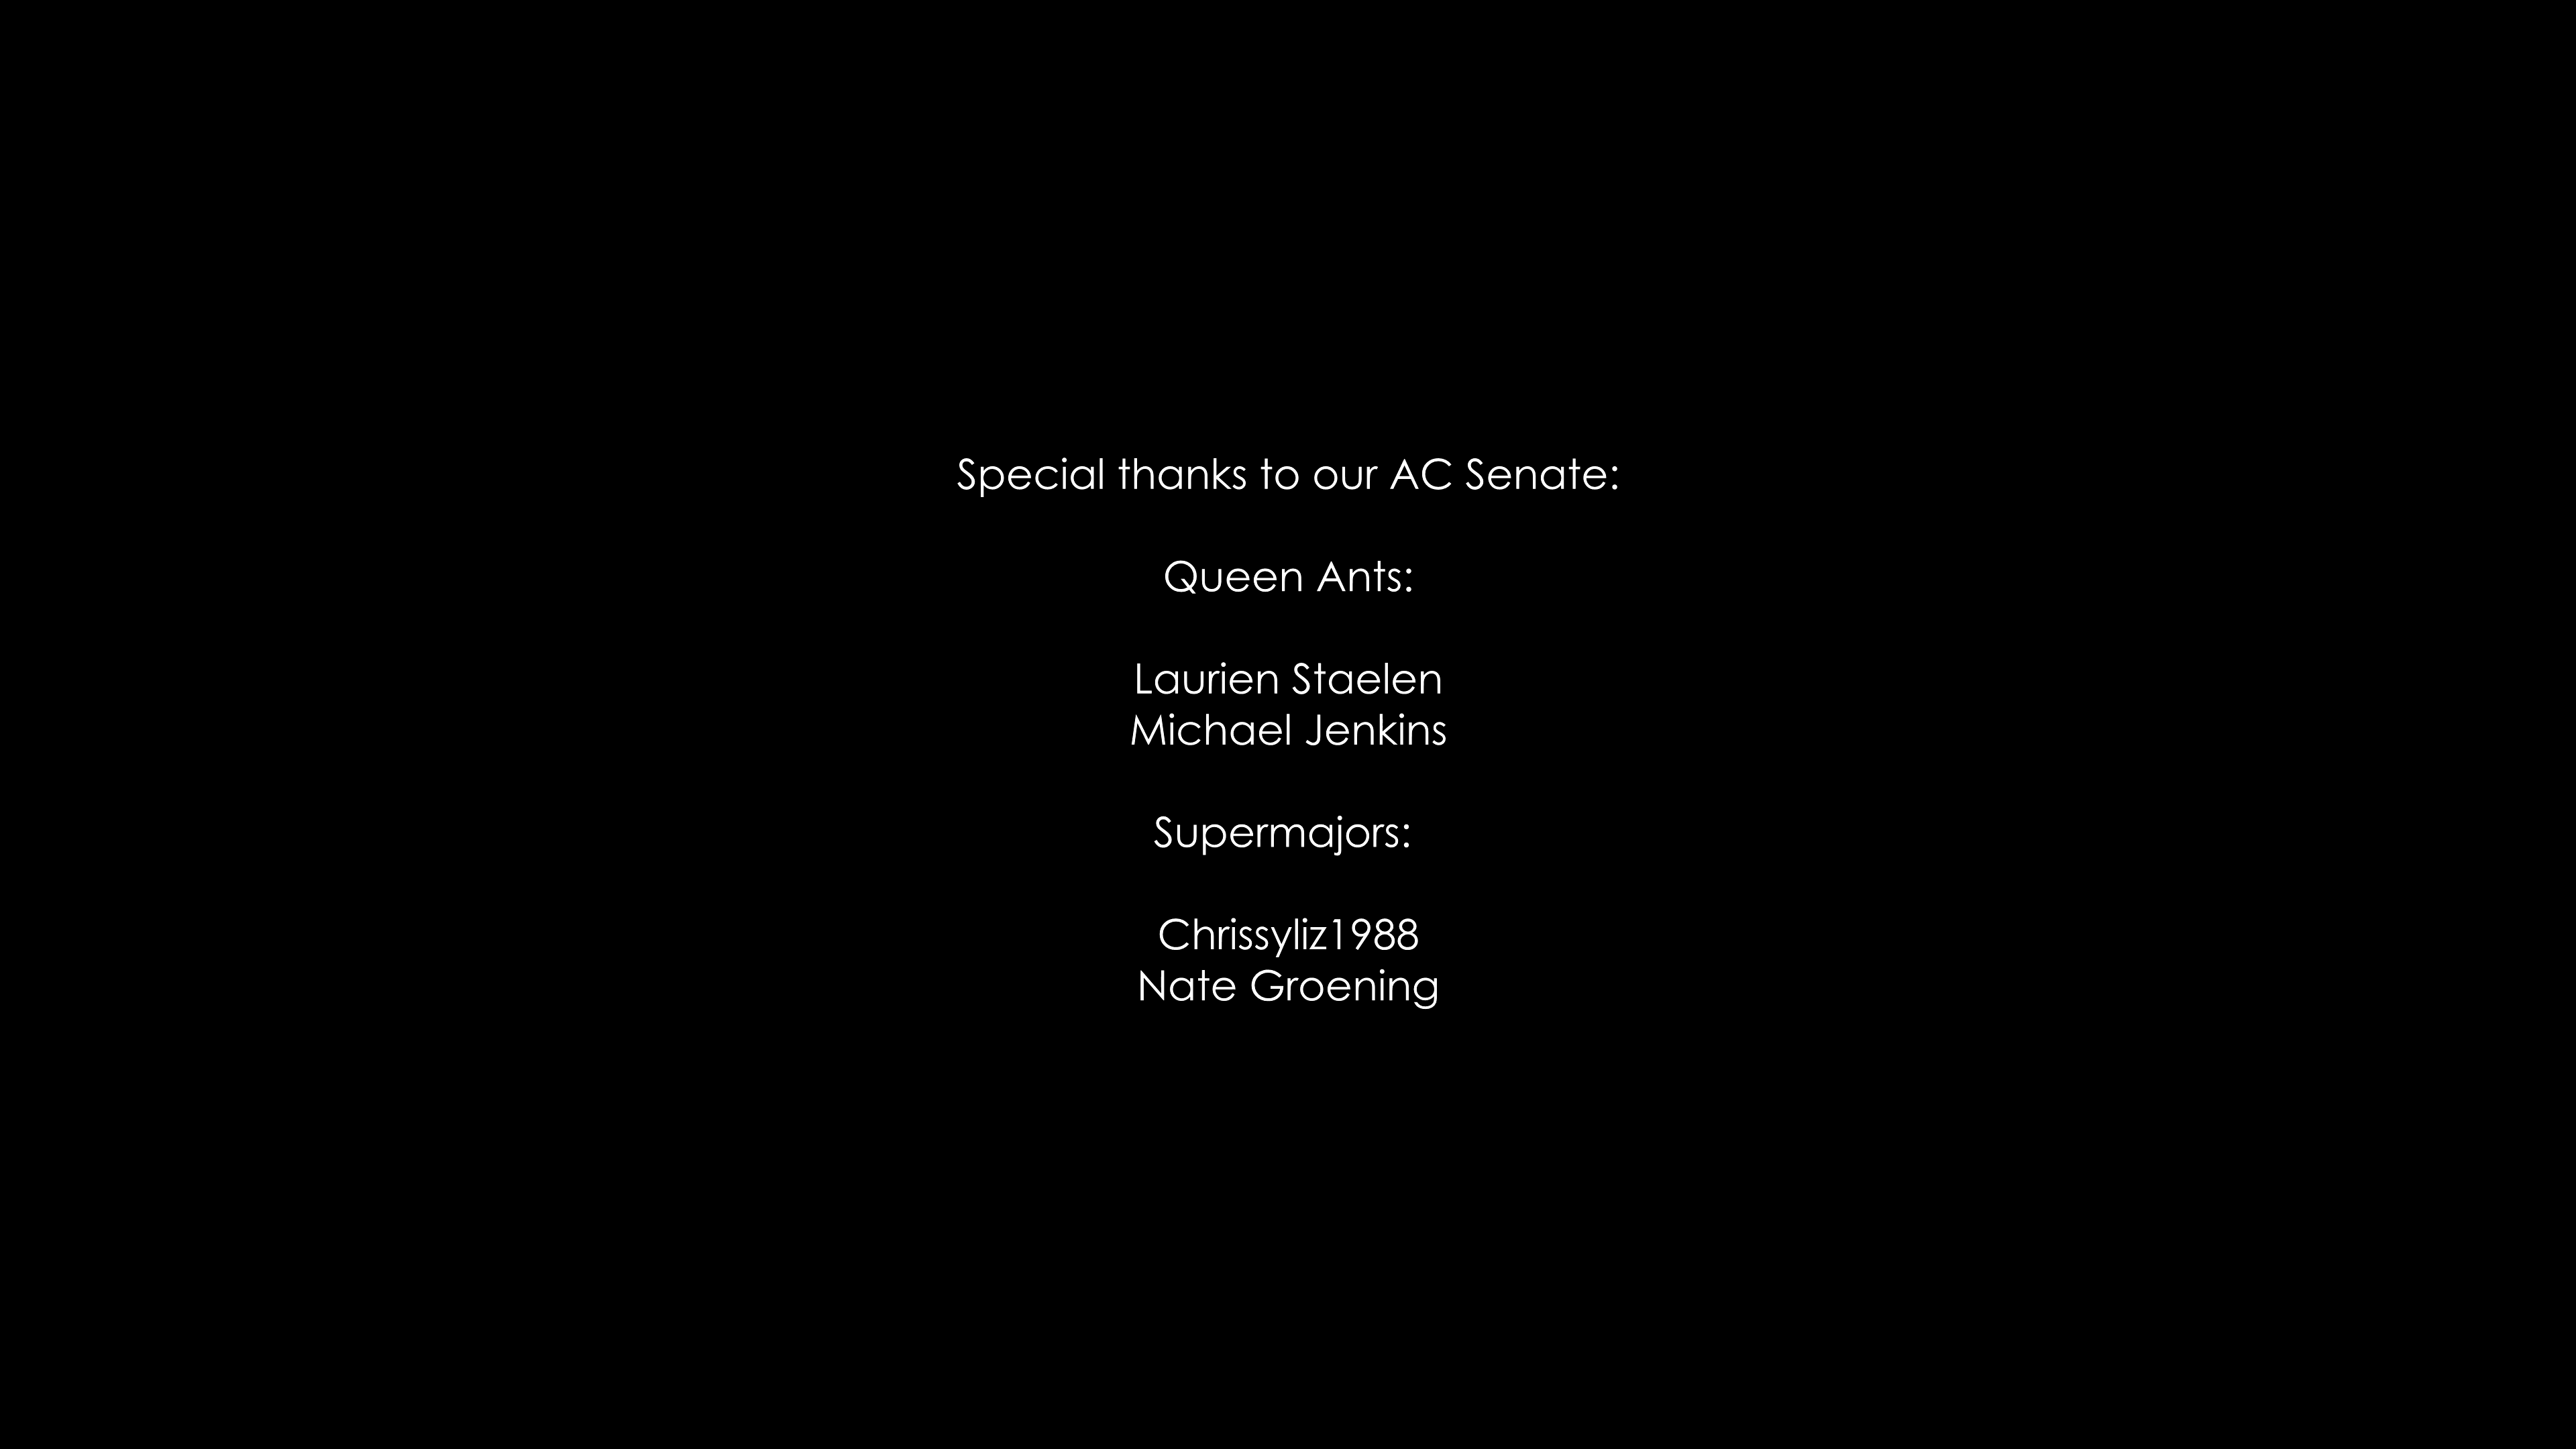 Special thanks to our AC Senate:
Queen Ants:
Laurien Staelen
Michael Jenkins
Supermajors:
Chrissyliz1988
Nate Groening